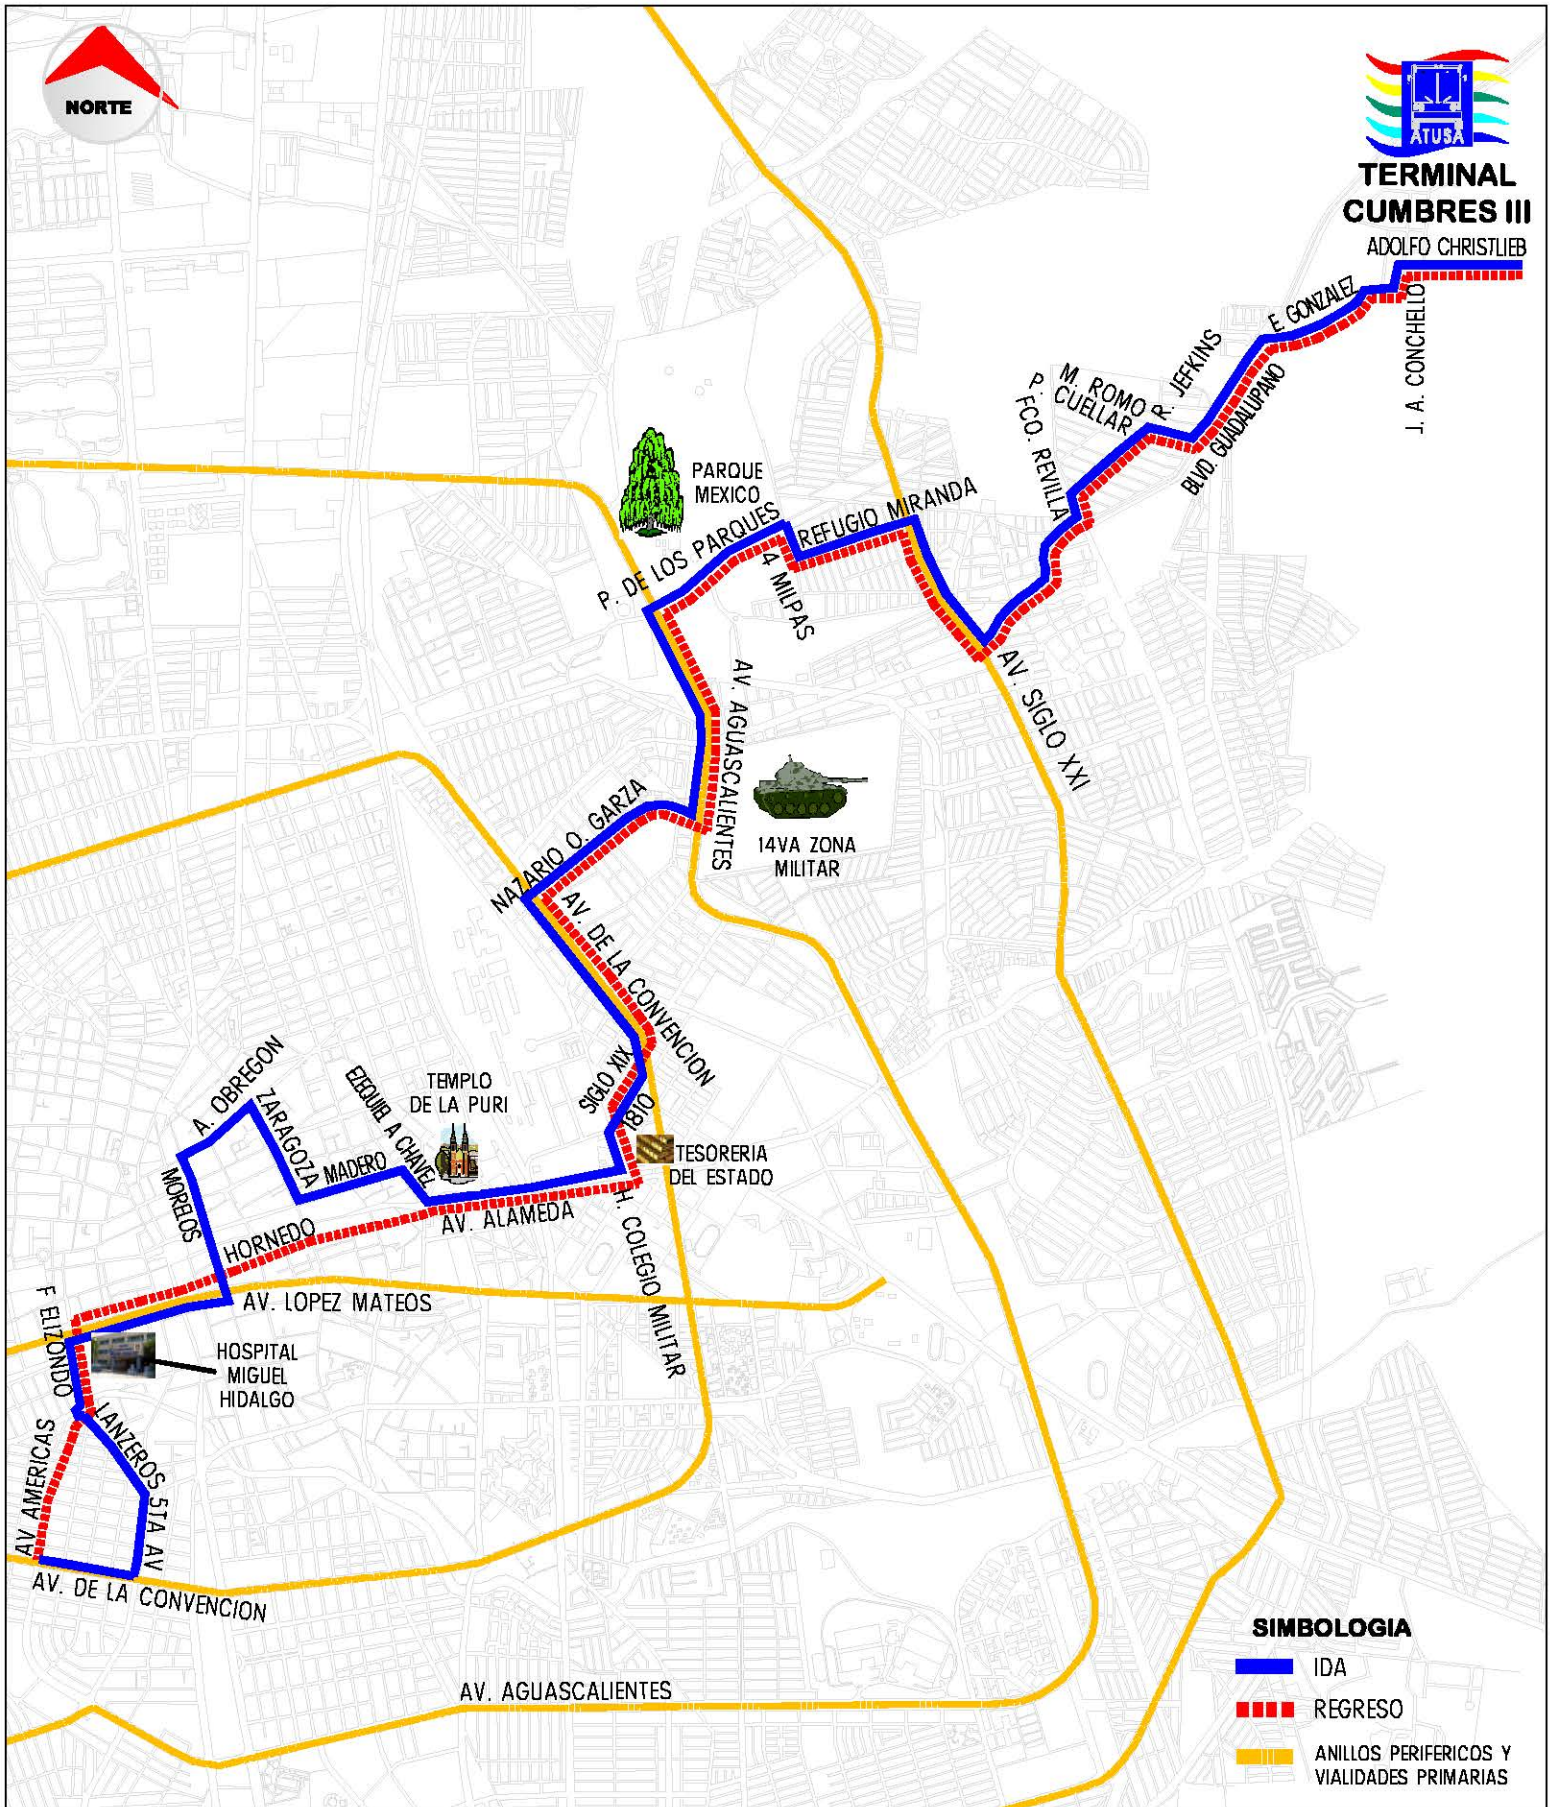 NORTE
ATUSA
TERMINAL
CUMBRES III
ADOLFO CHRISTLIEB
E. GONZALEZ
J. A. CONCHELLO
R. JEFKINS
BLVD. GUADALUPANO
M. ROMO
CUELLAR
P. FCO. REVILLA
PARQUE
MEXICO
REFUGIO MIRANDA
P. DE LOS PARQUES
4 MILPAS
AV. SIGLO XXI
AV. AGUASCALIENTES
14VA ZONA
MILITAR
NAZARIO O. GARZA
AV. DE LA CONVENCION
SIGLO XIX
1810
A. OBREGON
ZARAGOZA
EZEQUIEL A CHAVEL
TEMPLO
DE LA PURI
MADERO
TESORERIA
DEL ESTADO
MORELOS
HORNEDO
AV. ALAMEDA
H. COLEGIO MILITAR
AV. LOPEZ MATEOS
F ELIZONDO
HOSPITAL
MIGUEL
HIDALGO
LANZEROS
AV AMERICAS
5TA AV
AV. DE LA CONVENCION
AV. AGUASCALIENTES
SIMBOLOGIA
IDA
REGRESO
ANILLOS PERIFERICOS Y
VIALIDADES PRIMARIAS